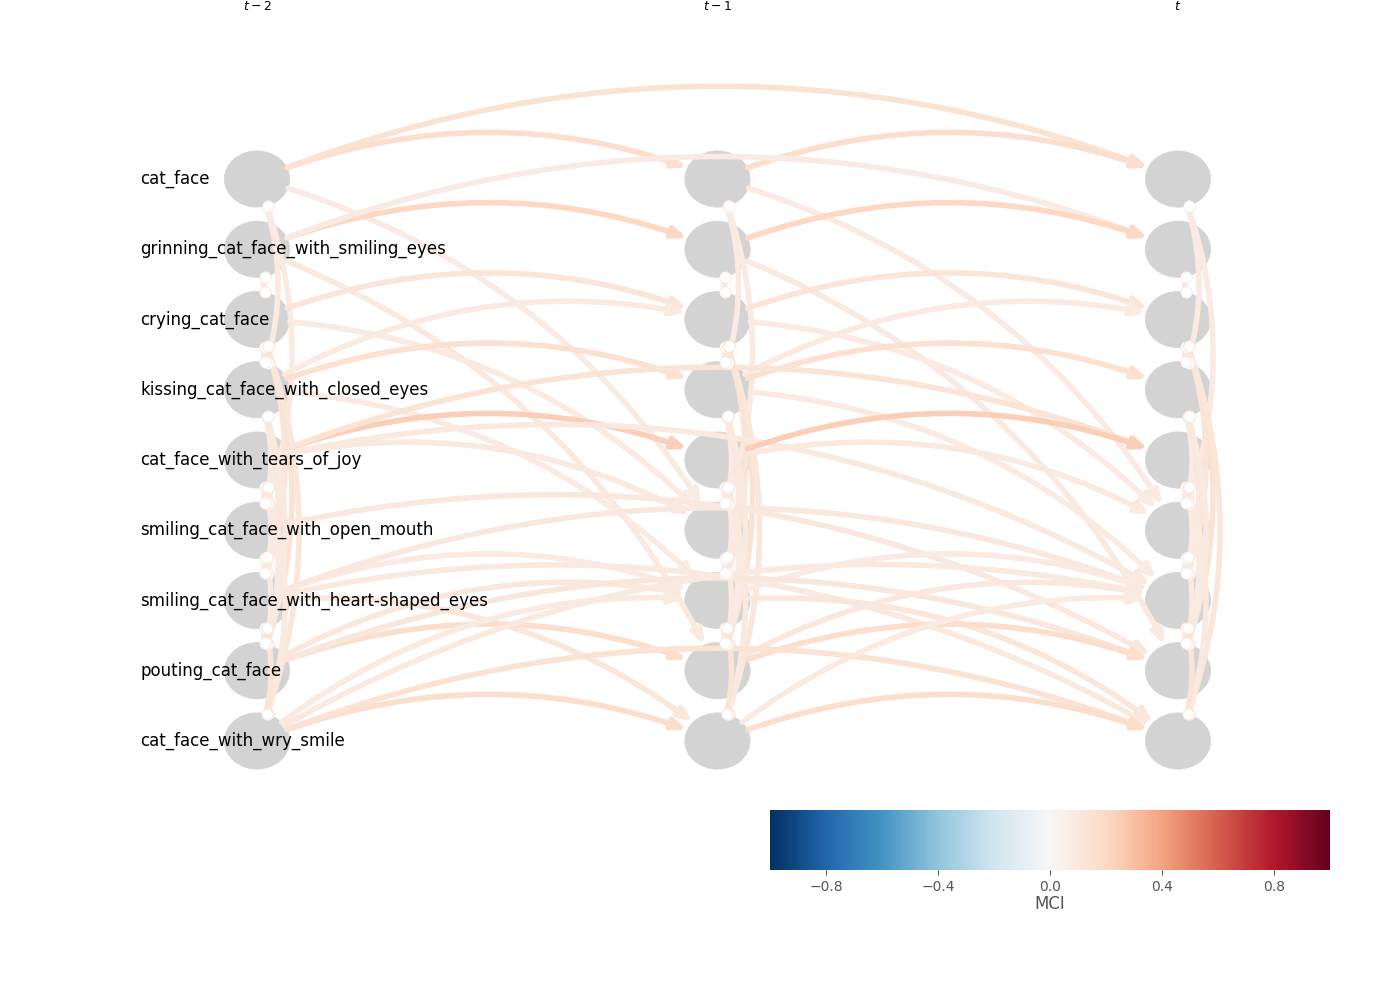 t − 2 t − 1 t
cat_face
grinning_cat_face_with_smiling_eyes
crying_cat_face
kissing_cat_face_with_closed_eyes
cat_face_with_tears_of_joy
smiling_cat_face_with_open_mouth
smiling_cat_face_with_heart-shaped_eyes
pouting_cat_face
cat_face_with_wry_smile
−0.8 −0.4 0.0 0.4 0.8
MCI